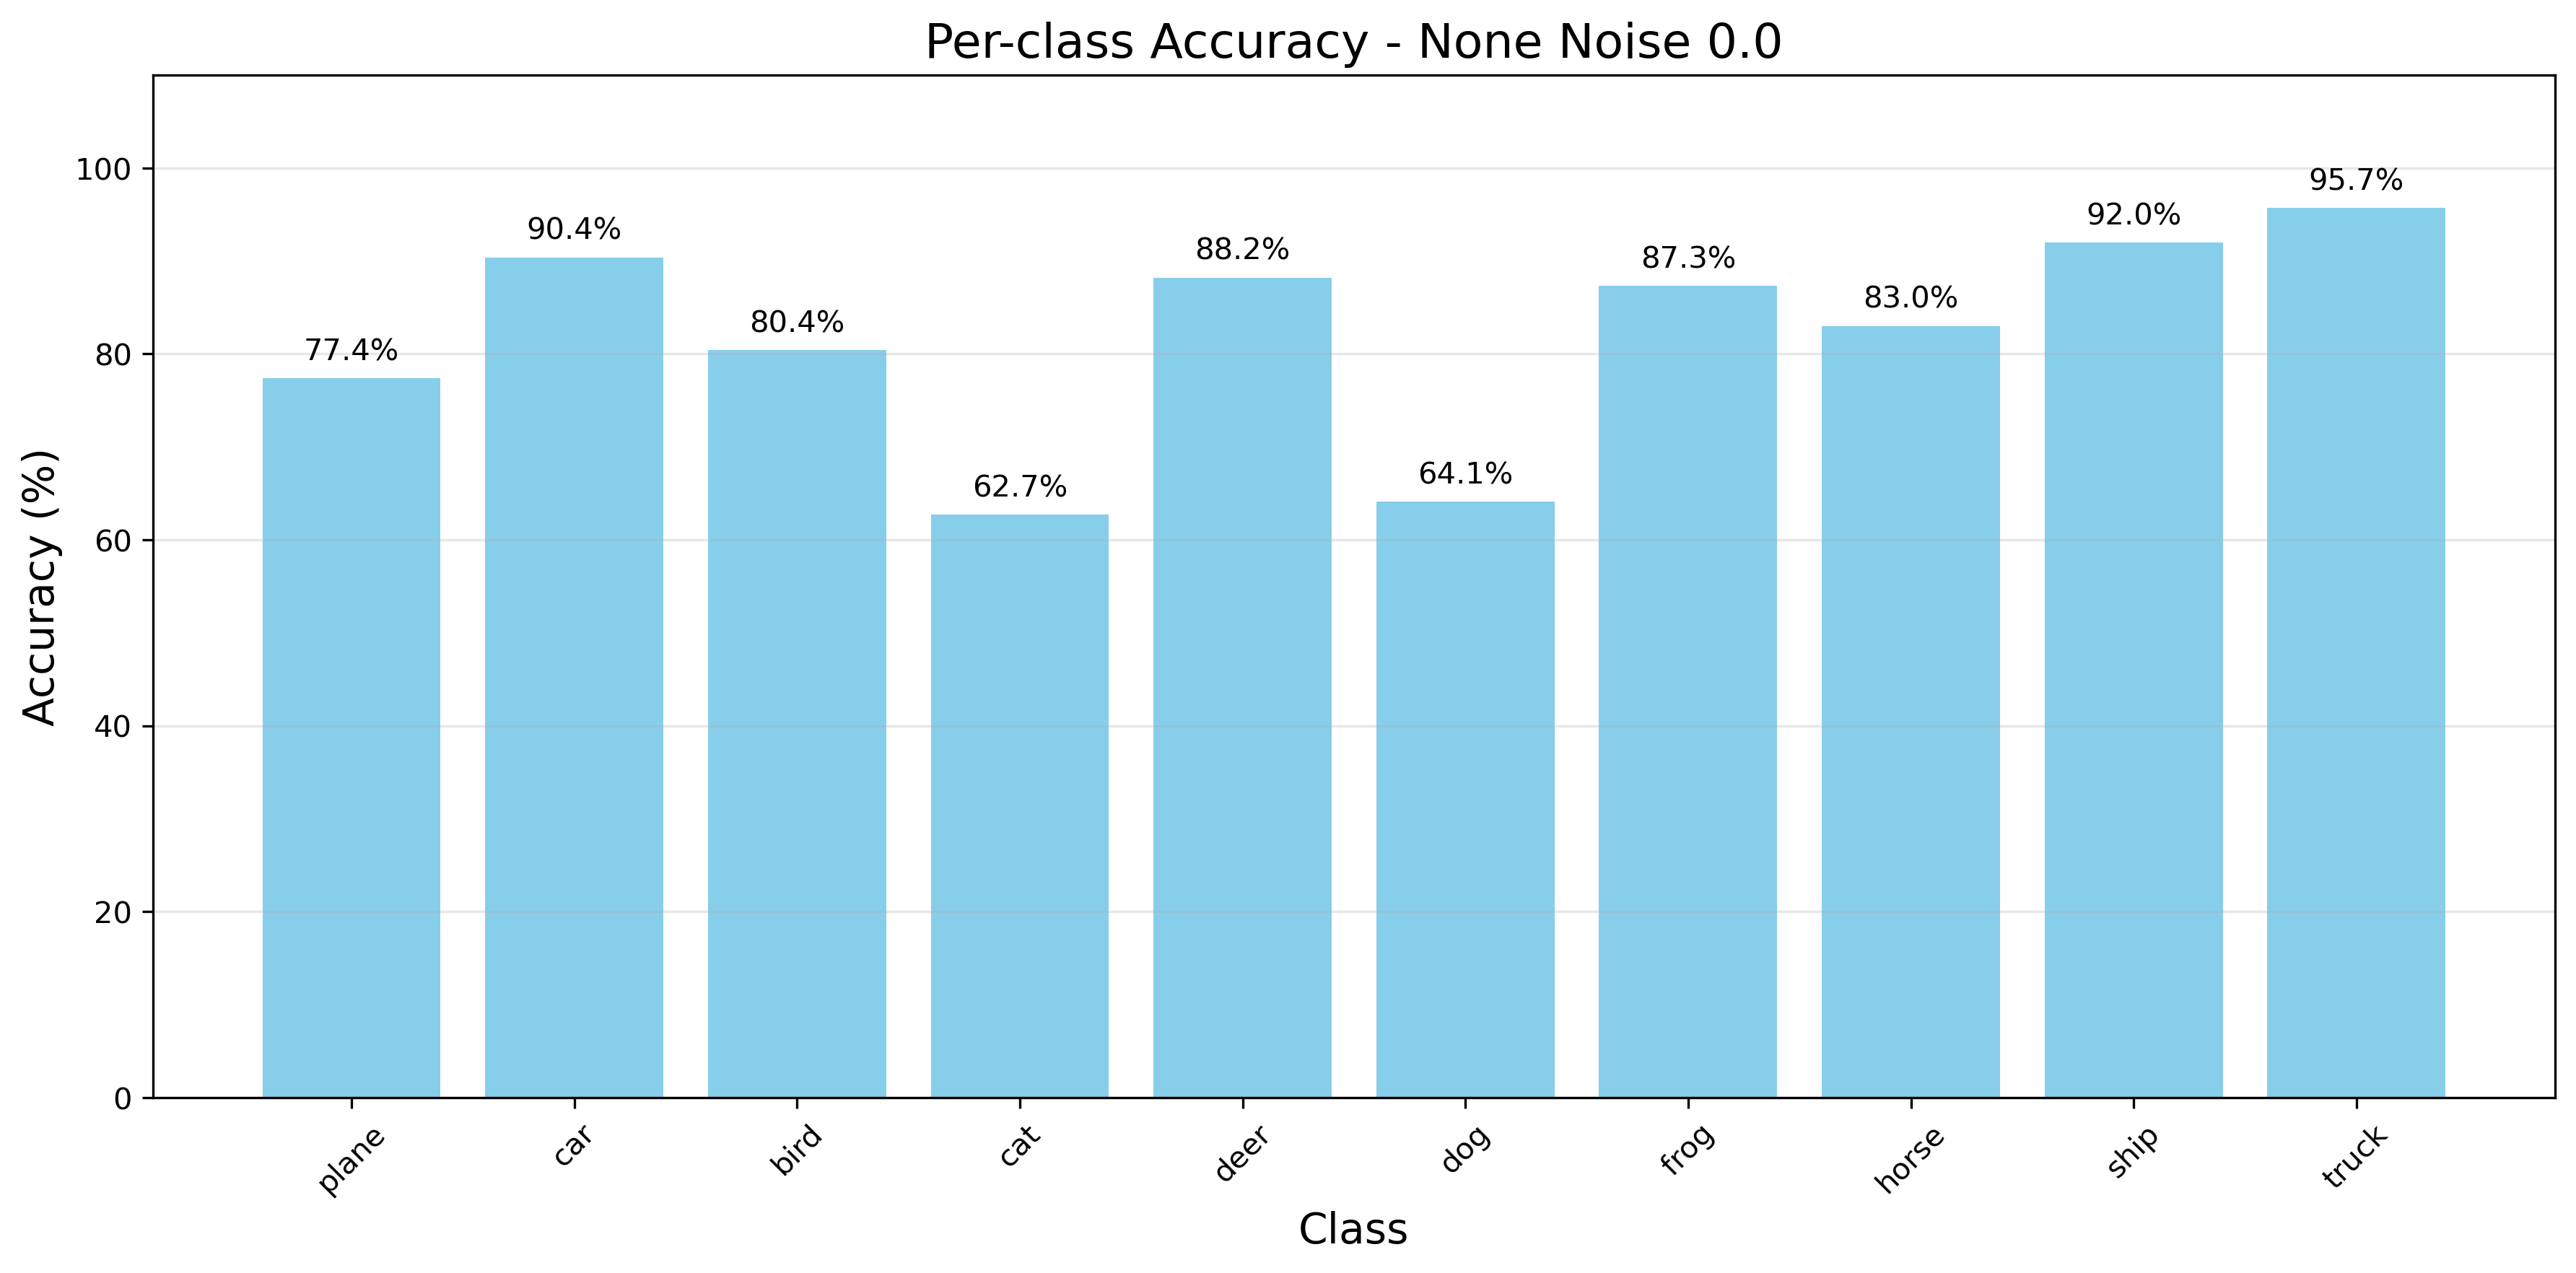 Per-class Accuracy - None Noise 0.0
Accuracy (%)
100
80
60
40
20
0
77.4%
90.4%
80.4%
62.7%
88.2%
64.1%
87.3%
83.0%
92.0%
95.7%
plane
car
bird
cat
deer
dog
frog
horse
ship
truck
Class